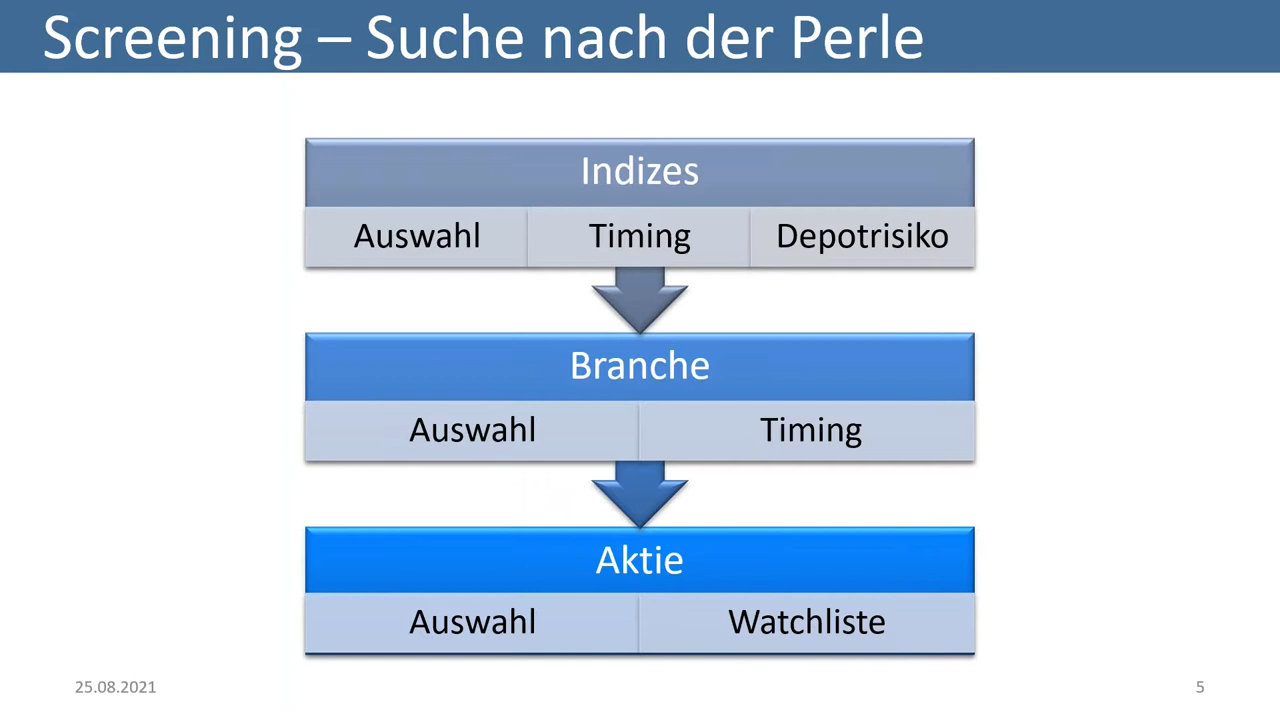 Screening – Suche nach der Perle
Indizes
Auswahl Timing Depotrisiko
Branche
Auswahl Timing
Aktie
Auswahl Watchliste
25.08.2021 5